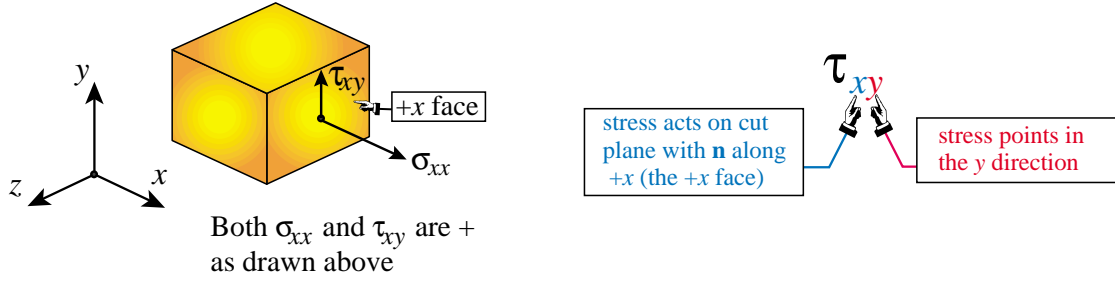 y
z
x
τxy
+x face
σxx
Both σxx and τxy are +
as drawn above
τxy
stress acts on cut
plane with n along
+x (the +x face)
stress points in
the y direction